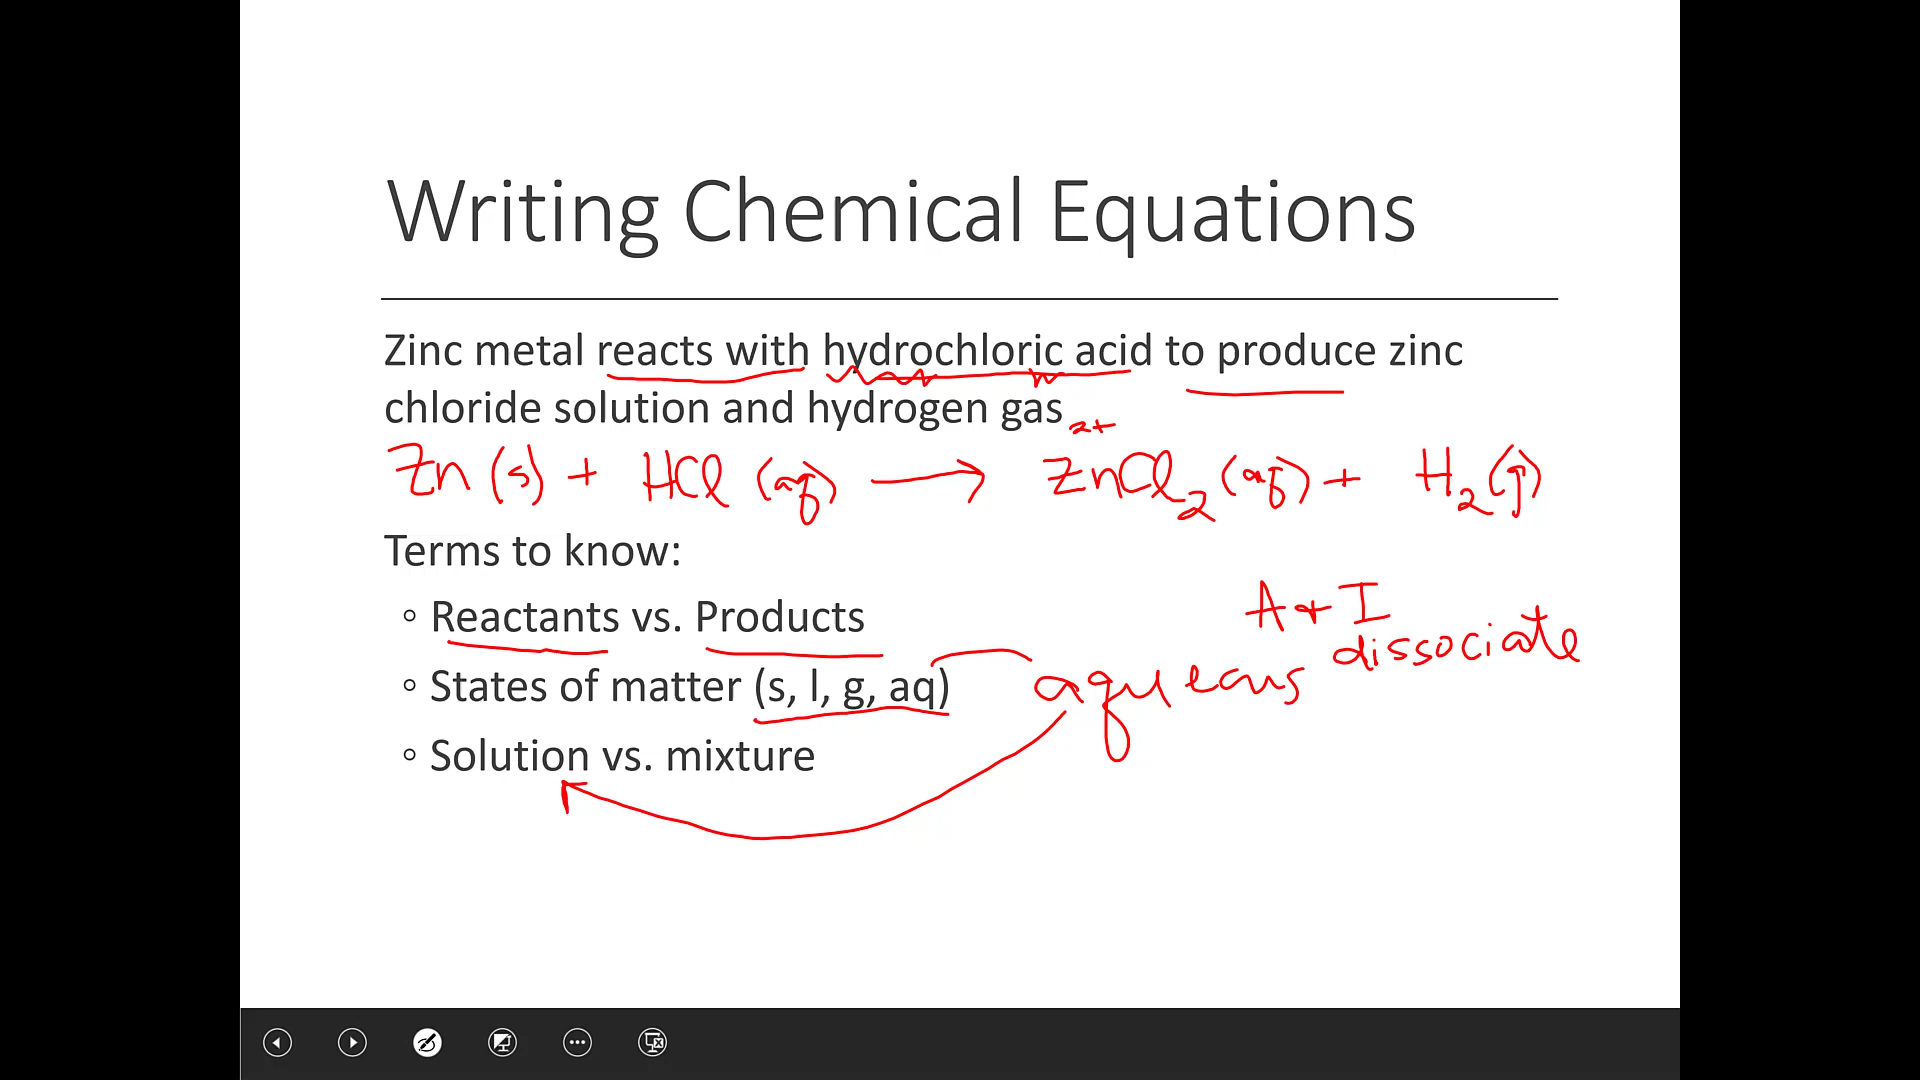 Writing Chemical Equations
Zinc metal reacts with hydrochloric acid to produce zinc
chloride solution and hydrogen gas
2+
Zn (s) + HCl (aq) → ZnCl₂ (aq) + H₂(g)
Terms to know:
◦ Reactants vs. Products
A + I
dissociate
◦ States of matter (s, l, g, aq)
aqueous
◦ Solution vs. mixture